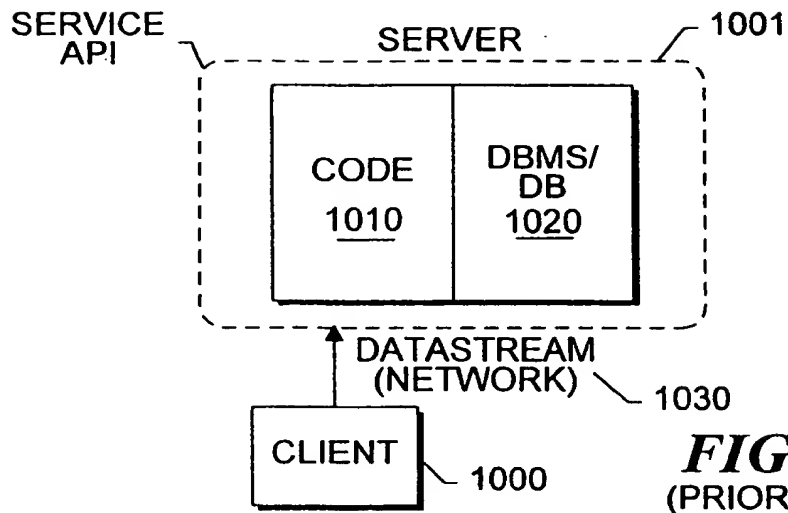 SERVICE
API
SERVER
1001
CODE
1010
DBMS/
DB
1020
DATASTREAM
(NETWORK)
1030
CLIENT
1000
FIG
(PRIOR